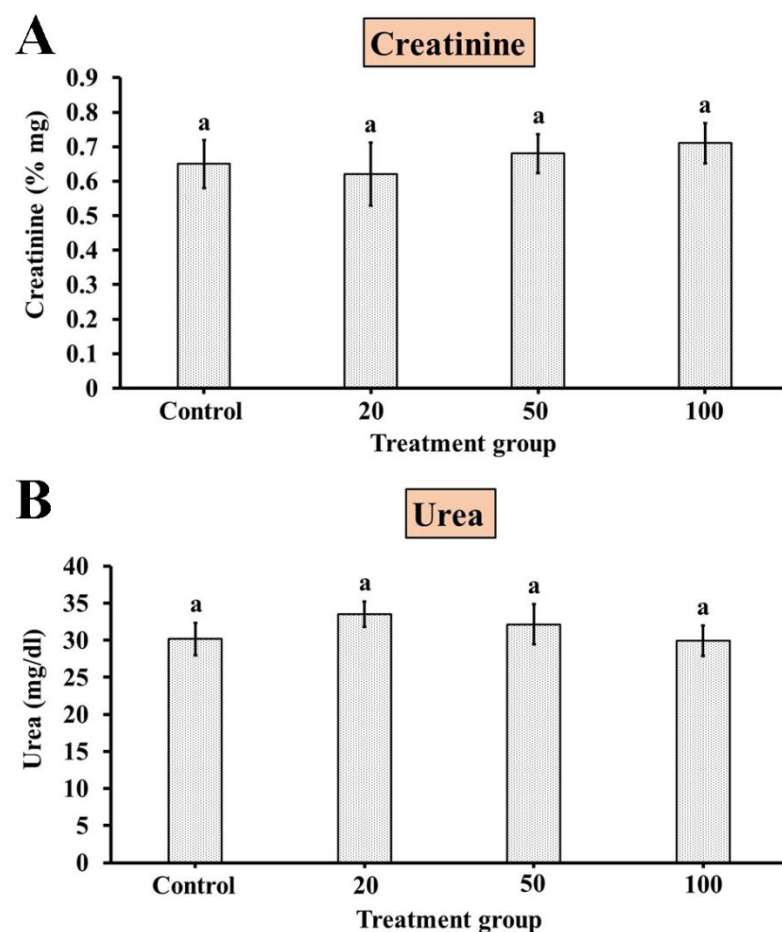 A
Creatinine
Creatinine (% mg)
0.9
0.8
0.7
0.6
0.5
0.4
0.3
0.2
0.1
0
a
a
a
a
Control
20
50
100
Treatment group
B
Urea
Urea (mg/dl)
40
35
30
25
20
15
10
5
0
a
a
a
a
Control
20
50
100
Treatment group